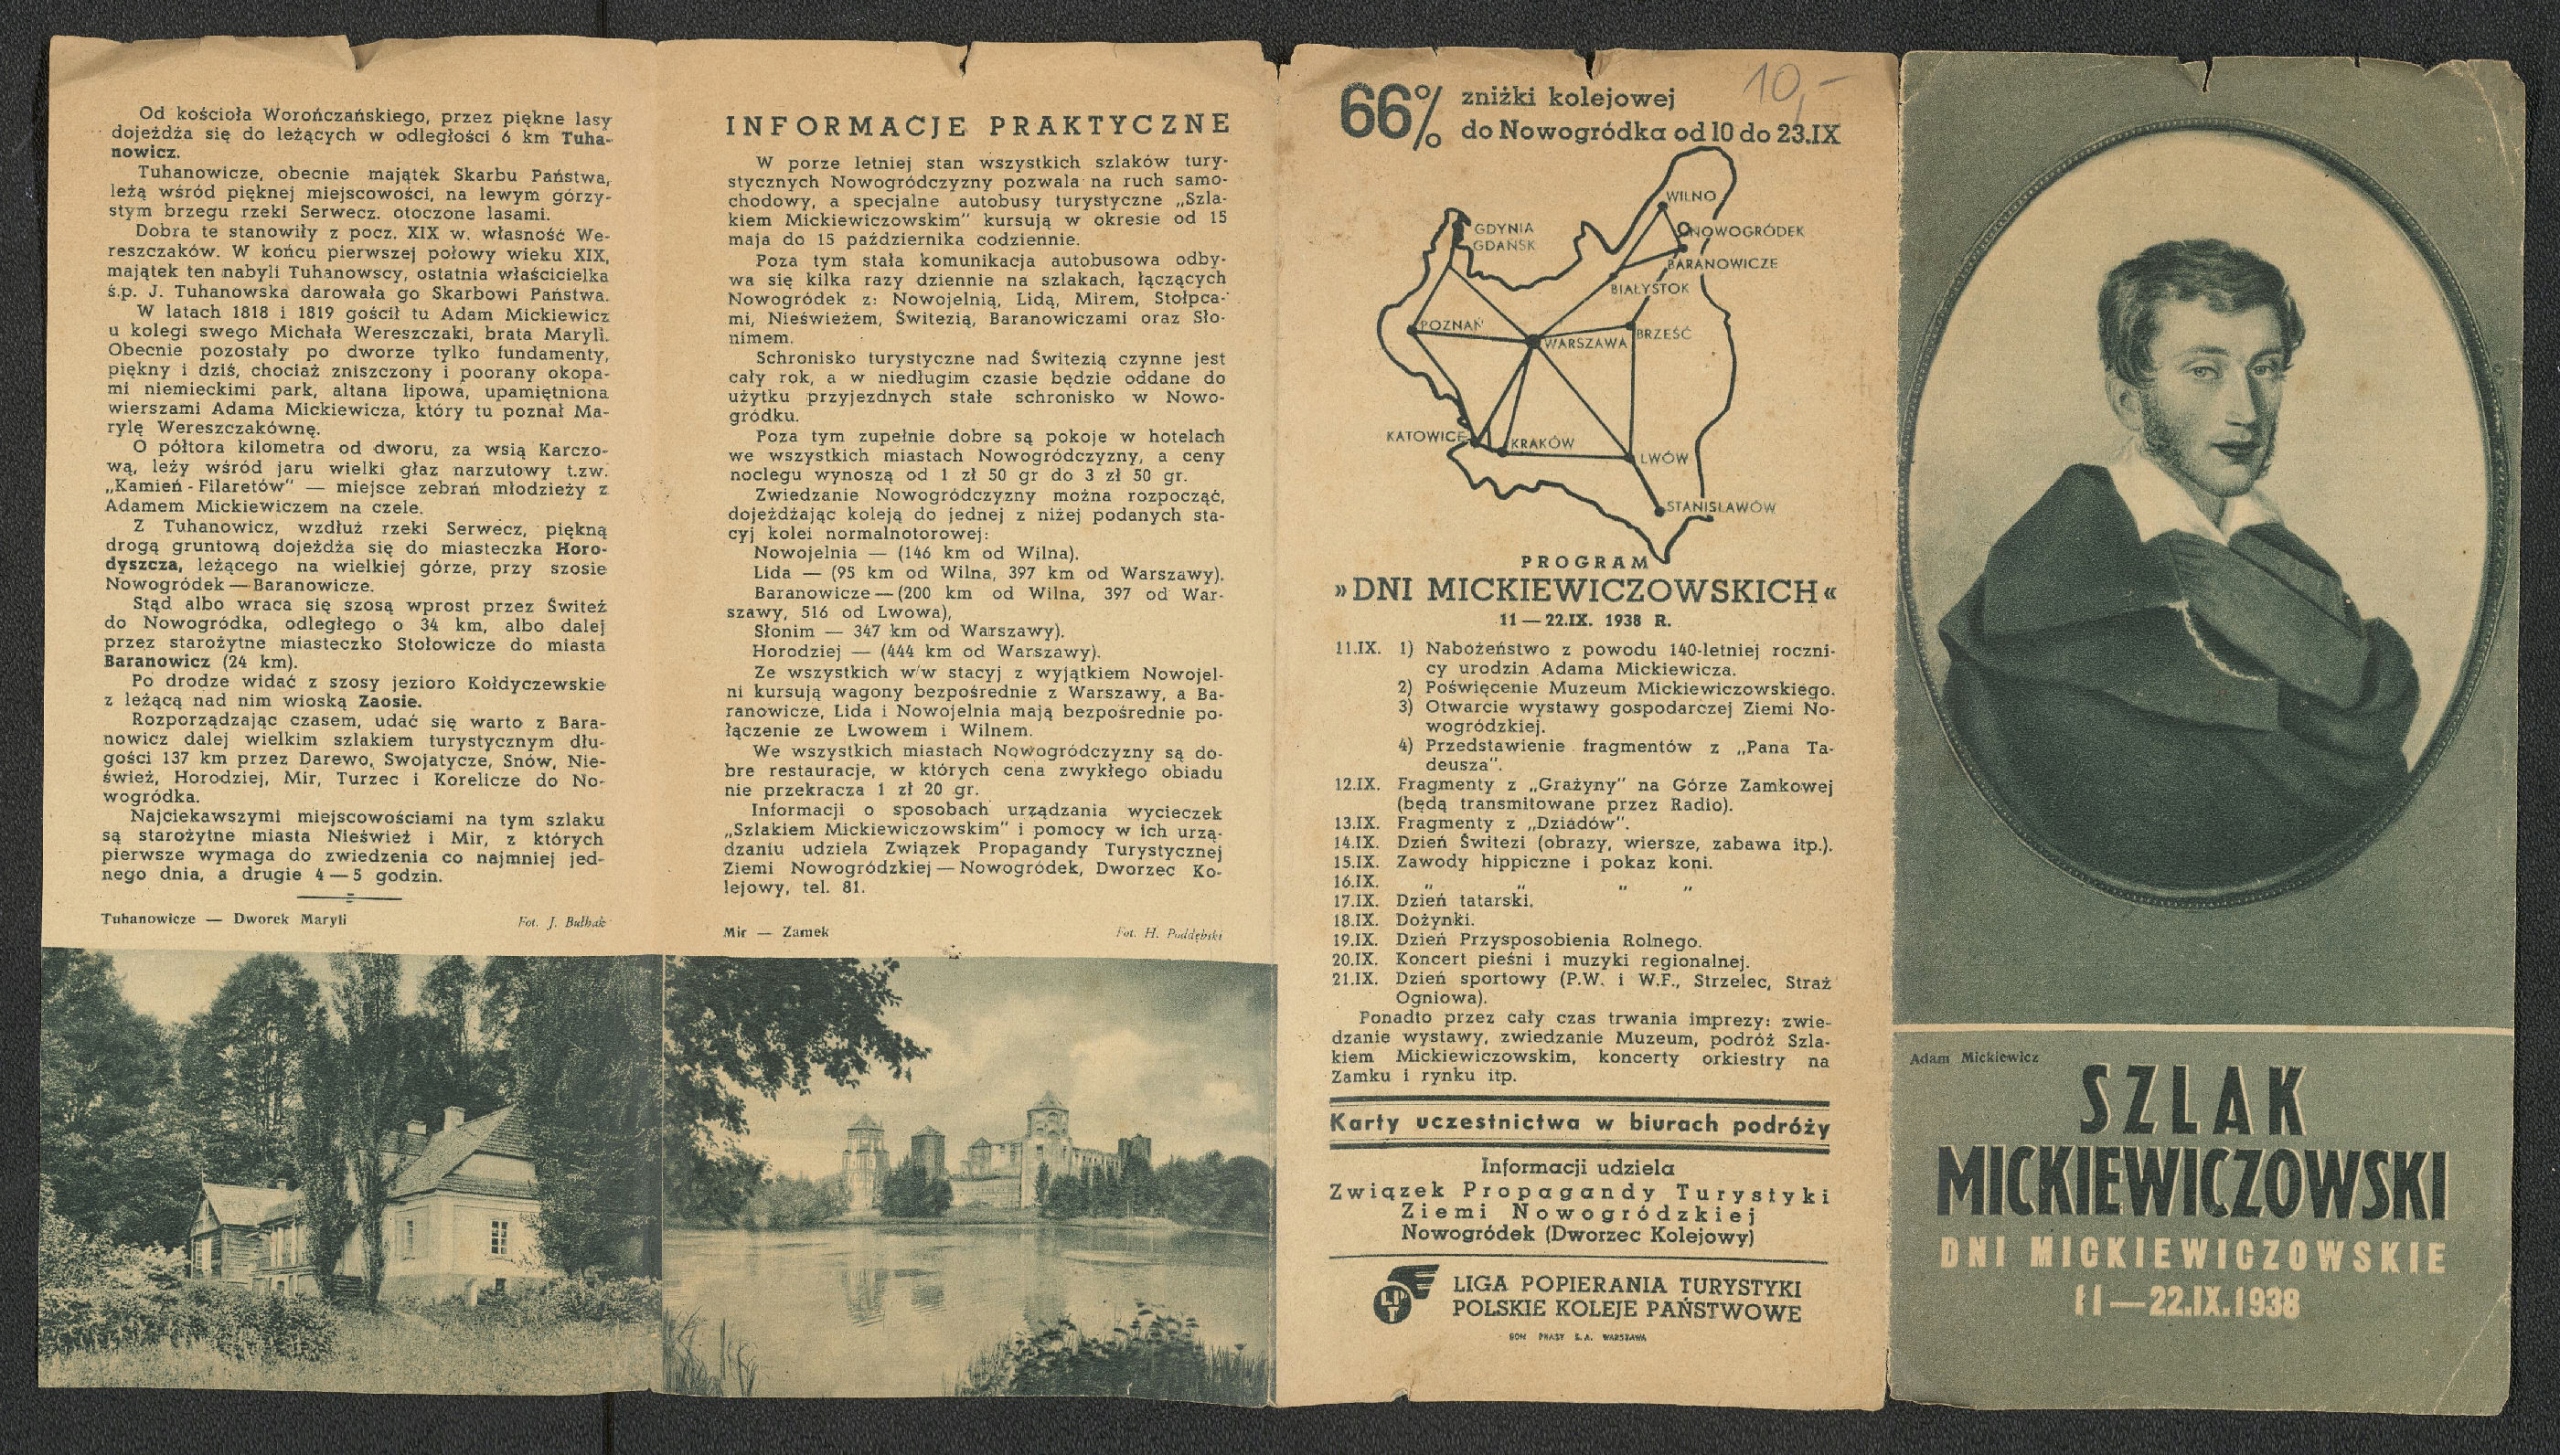 Od kościoła Worończańskiego, przez piękne lasy
dojeżdża się do leżących w odległości 6 km Tuha-
nowicz.
Tuhanowicze, obecnie majątek Skarbu Państwa,
leżą wśród pięknej miejscowości, na lewym górzy-
stym brzegu rzeki Serwecz. otoczone lasami.
Dobra te stanowiły z pocz. XIX w. własność We-
reszczaków. W końcu pierwszej połowy wieku XIX,
majątek ten nabyli Tuhanowscy, ostatnia właścicielka
ś.p. J. Tuhanowska darowała go Skarbowi Państwa.
W latach 1818 i 1819 gościł tu Adam Mickiewicz
u kolegi swego Michała Wereszczaki, brata Maryli.
Obecnie pozostały po dworze tylko fundamenty,
piękny i dziś, chociaż zniszczony i poorany okopa-
mi niemieckimi park, altana lipowa, upamiętniona
wierszami Adama Mickiewicza, który tu poznał Ma-
rylę Wereszczakównę.
O półtora kilometra od dworu, za wsią Karczo-
wą, leży wśród jaru wielki głaz narzutowy t.zw.
„Kamień - Filaretów" — miejsce zebrań młodzieży z
Adamem Mickiewiczem na czele.
Z Tuhanowicz, wzdłuż rzeki Serwecz, piękną
drogą gruntową dojeżdża się do miasteczka Horo-
dyszcza, leżącego na wielkiej górze, przy szosie
Nowogródek — Baranowicze.
Stąd albo wraca się szosą wprost przez Świteź
do Nowogródka, odległego o 34 km, albo dalej
przez starożytne miasteczko Stołowicze do miasta
Baranowicz (24 km).
Po drodze widać z szosy jezioro Kołdyczewskie
z leżącą nad nim wioską Zaosie.
Rozporządzając czasem, udać się warto z Bara-
nowicz dalej wielkim szlakiem turystycznym dłu-
gości 137 km przez Darewo, Swojatycze, Snów, Nie-
śwież, Horodziej, Mir, Turzec i Korelicze do No-
wogródka.
Najciekawszymi miejscowościami na tym szlaku
są starożytne miasta Nieśwież i Mir, z których
pierwsze wymaga do zwiedzenia co najmniej jed-
nego dnia, a drugie 4 — 5 godzin.
Tuhanowicze — Dworek Maryli
Fot. J. Bułhak
INFORMACJE PRAKTYCZNE
W porze letniej stan wszystkich szlaków tury-
stycznych Nowogródczyzny pozwala na ruch samo-
chodowy, a specjalne autobusy turystyczne „Szla-
kiem Mickiewiczowskim" kursują w okresie od 15
maja do 15 października codziennie.
Poza tym stała komunikacja autobusowa odby-
wa się kilka razy dziennie na szlakach, łączących
Nowogródek z: Nowojelnią, Lidą, Mirem, Stołpca-
mi, Nieświeżem, Świtezią, Baranowiczami oraz Sło-
nimem.
Schronisko turystyczne nad Świtezią czynne jest
cały rok, a w niedługim czasie będzie oddane do
użytku przyjezdnych stałe schronisko w Nowo-
gródku.
Poza tym zupełnie dobre są pokoje w hotelach
we wszystkich miastach Nowogródczyzny, a ceny
noclegu wynoszą od 1 zł 50 gr do 3 zł 50 gr.
Zwiedzanie Nowogródczyzny można rozpocząć,
dojeżdżając koleją do jednej z niżej podanych sta-
cyj kolei normalnotorowej:
Nowojelnia — (146 km od Wilna).
Lida — (95 km od Wilna, 397 km od Warszawy).
Baranowicze — (200 km od Wilna, 397 od War-
szawy, 516 od Lwowa),
Słonim — 347 km od Warszawy).
Horodziej — (444 km od Warszawy).
Ze wszystkich w/w stacyj z wyjątkiem Nowojel-
ni kursują wagony bezpośrednie z Warszawy, a Ba-
ranowicze, Lida i Nowojelnia mają bezpośrednie po-
łączenie ze Lwowem i Wilnem.
We wszystkich miastach Nowogródczyzny są do-
bre restauracje, w których cena zwykłego obiadu
nie przekracza 1 zł 20 gr.
Informacji o sposobach urządzania wycieczek
„Szlakiem Mickiewiczowskim" i pomocy w ich urzą-
dzaniu udziela Związek Propagandy Turystycznej
Ziemi Nowogródzkiej — Nowogródek, Dworzec Ko-
lejowy, tel. 81.
Mir — Zamek
Fot. H. Poddębski
10,-
66% zniżki kolejowej
do Nowogródka od 10 do 23.IX
WILNO
GDYNIA
GDAŃSK
NOWOGRÓDEK
BARANOWICZE
BIAŁYSTOK
POZNAŃ
WARSZAWA
BRZEŚĆ
KATOWICE
KRAKÓW
LWÓW
STANISŁAWÓW
PROGRAM
»DNI MICKIEWICZOWSKICH«
11 — 22.IX. 1938 R.
11.IX. 1) Nabożeństwo z powodu 140-letniej roczni-
cy urodzin Adama Mickiewicza.
2) Poświęcenie Muzeum Mickiewiczowskiego.
3) Otwarcie wystawy gospodarczej Ziemi No-
wogródzkiej.
4) Przedstawienie fragmentów z „Pana Ta-
deusza".
12.IX. Fragmenty z „Grażyny" na Górze Zamkowej
(będą transmitowane przez Radio).
13.IX. Fragmenty z „Dziadów".
14.IX. Dzień Świtezi (obrazy, wiersze, zabawa itp.).
15.IX. Zawody hippiczne i pokaz koni.
16.IX. „ „ „ „
17.IX. Dzień tatarski.
18.IX. Dożynki.
19.IX. Dzień Przysposobienia Rolnego.
20.IX. Koncert pieśni i muzyki regionalnej.
21.IX. Dzień sportowy (P.W. i W.F., Strzelec, Straż
Ogniowa).
Ponadto przez cały czas trwania imprezy: zwie-
dzanie wystawy, zwiedzanie Muzeum, podróż Szla-
kiem Mickiewiczowskim, koncerty orkiestry na
Zamku i rynku itp.
Karty uczestnictwa w biurach podróży
Informacji udziela
Związek Propagandy Turystyki
Ziemi Nowogródzkiej
Nowogródek (Dworzec Kolejowy)
LPT
LIGA POPIERANIA TURYSTYKI
POLSKIE KOLEJE PAŃSTWOWE
DOM PRASY S.A. WARSZAWA
Adam Mickiewicz
SZLAK
MICKIEWICZOWSKI
DNI MICKIEWICZOWSKIE
11 — 22.IX.1938